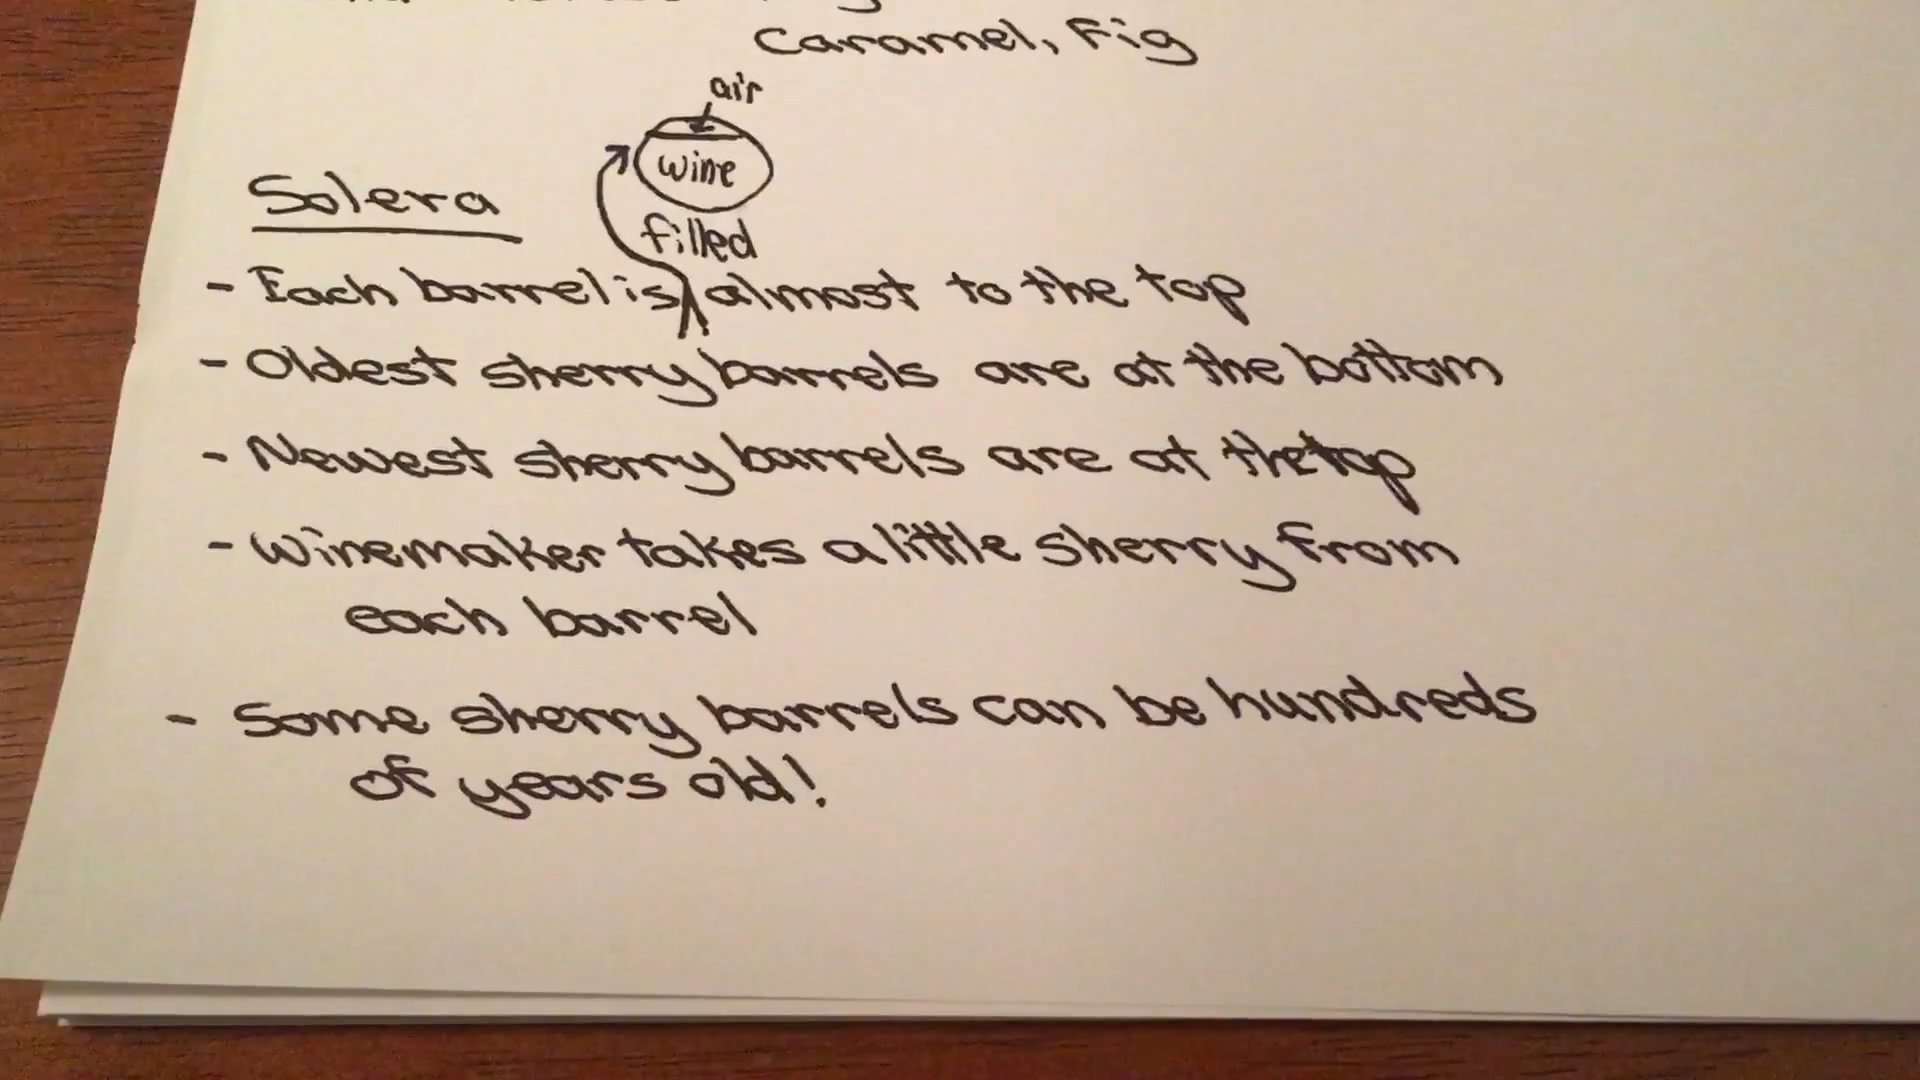 Caramel, Fig
air
wine
Solera
filled
- Each barrel is almost to the top
- Oldest sherry barrels are at the bottom
- Newest sherry barrels are at the top
- Winemaker takes a little sherry from
each barrel
- Some sherry barrels can be hundreds
of years old!